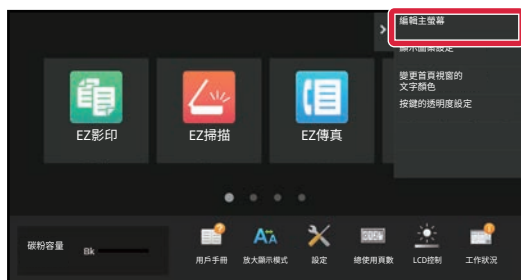 編輯主螢幕
顯示圖案設定
變更首頁視窗的
文字顏色
按鍵的透明度設定
EZ影印
EZ掃描
EZ傳真
碳粉容量
Bk
用戶手冊
放大顯示模式
設定
總使用頁數
LCD控制
工作狀況